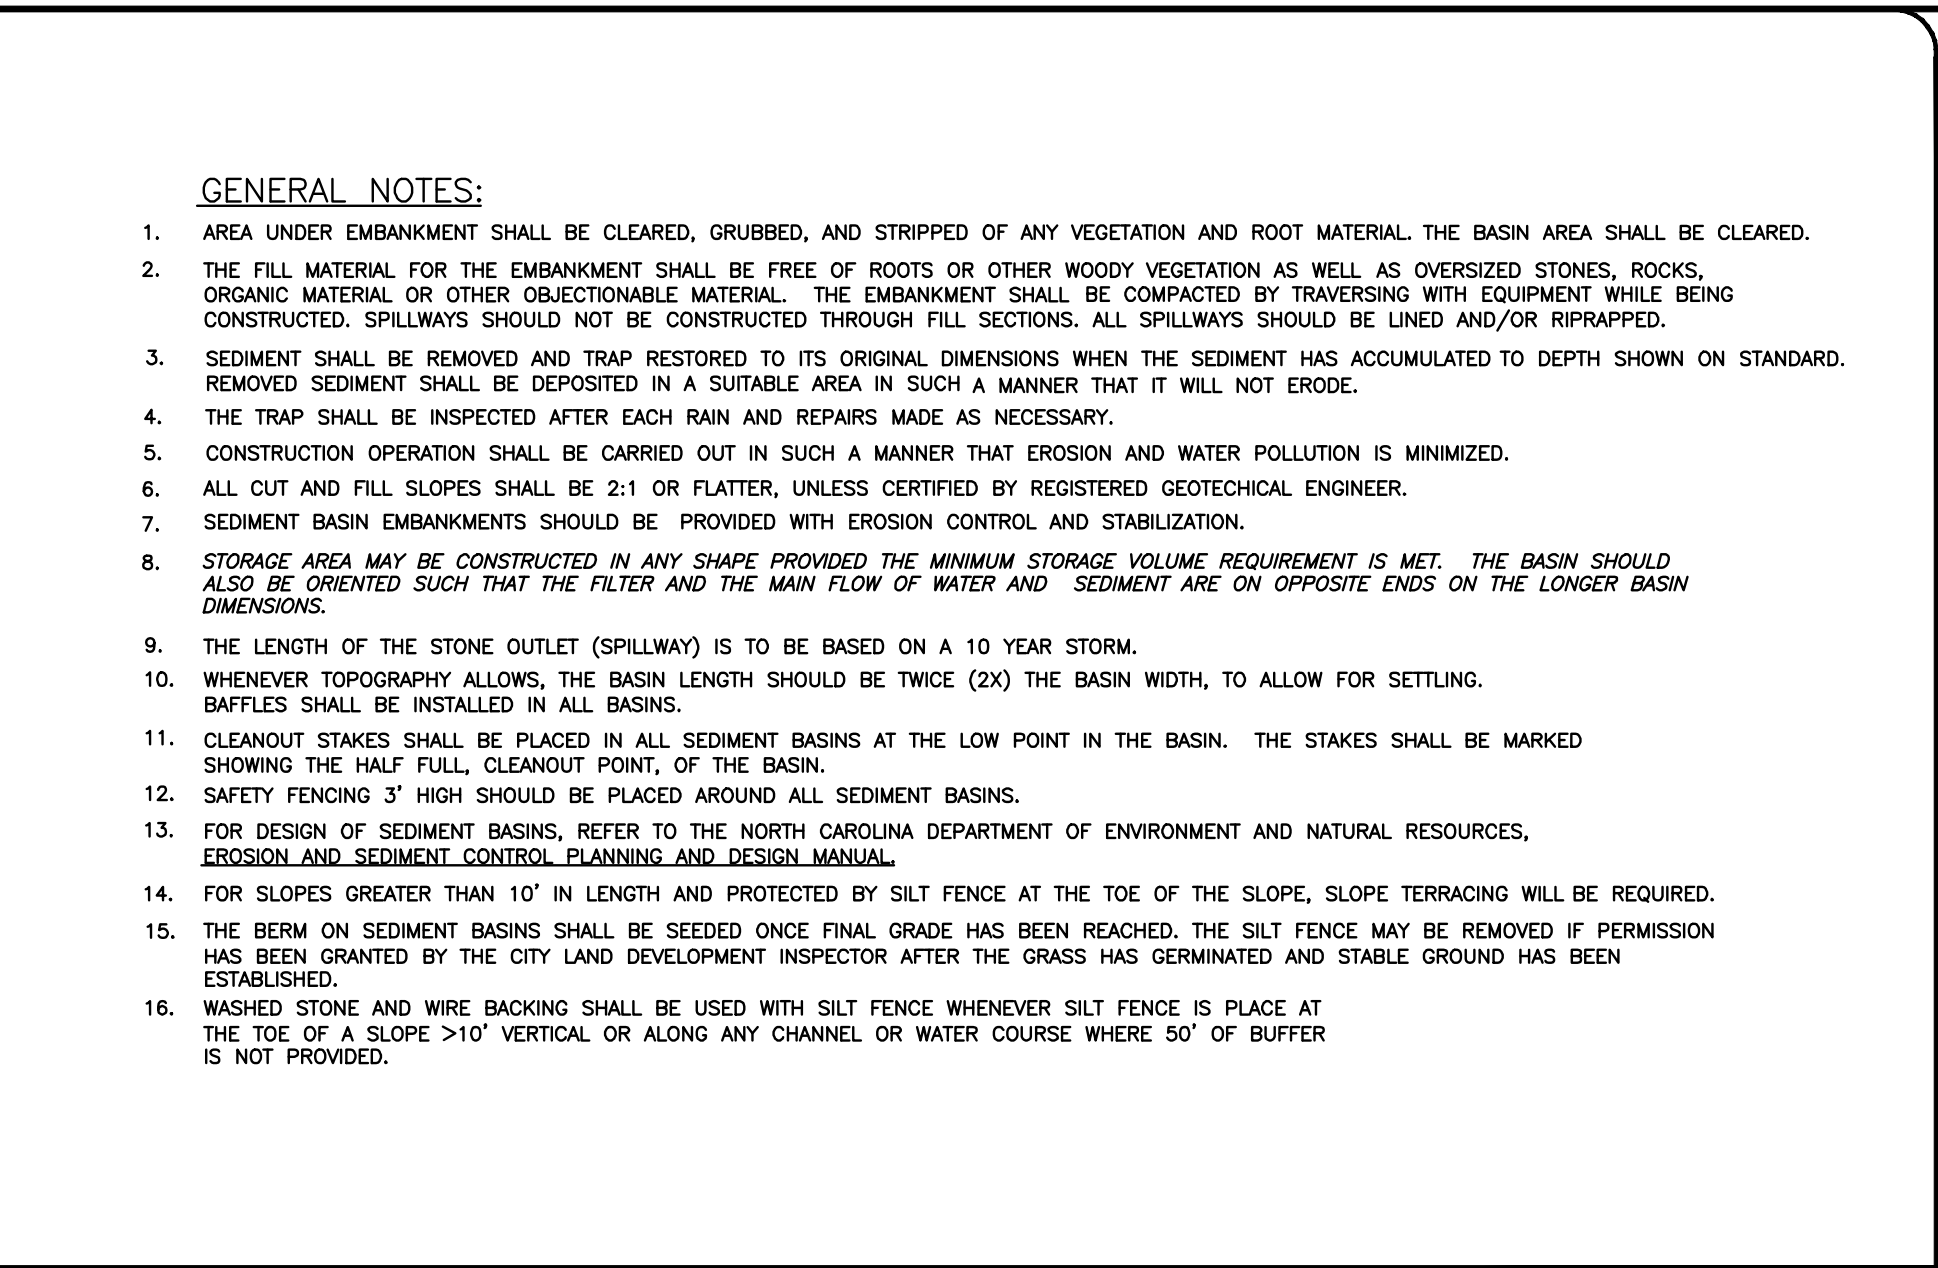 GENERAL NOTES:
1. AREA UNDER EMBANKMENT SHALL BE CLEARED, GRUBBED, AND STRIPPED OF ANY VEGETATION AND ROOT MATERIAL. THE BASIN AREA SHALL BE CLEARED.
2. THE FILL MATERIAL FOR THE EMBANKMENT SHALL BE FREE OF ROOTS OR OTHER WOODY VEGETATION AS WELL AS OVERSIZED STONES, ROCKS,
ORGANIC MATERIAL OR OTHER OBJECTIONABLE MATERIAL. THE EMBANKMENT SHALL BE COMPACTED BY TRAVERSING WITH EQUIPMENT WHILE BEING
CONSTRUCTED. SPILLWAYS SHOULD NOT BE CONSTRUCTED THROUGH FILL SECTIONS. ALL SPILLWAYS SHOULD BE LINED AND/OR RIPRAPPED.
3. SEDIMENT SHALL BE REMOVED AND TRAP RESTORED TO ITS ORIGINAL DIMENSIONS WHEN THE SEDIMENT HAS ACCUMULATED TO DEPTH SHOWN ON STANDARD.
REMOVED SEDIMENT SHALL BE DEPOSITED IN A SUITABLE AREA IN SUCH A MANNER THAT IT WILL NOT ERODE.
4. THE TRAP SHALL BE INSPECTED AFTER EACH RAIN AND REPAIRS MADE AS NECESSARY.
5. CONSTRUCTION OPERATION SHALL BE CARRIED OUT IN SUCH A MANNER THAT EROSION AND WATER POLLUTION IS MINIMIZED.
6. ALL CUT AND FILL SLOPES SHALL BE 2:1 OR FLATTER, UNLESS CERTIFIED BY REGISTERED GEOTECHICAL ENGINEER.
7. SEDIMENT BASIN EMBANKMENTS SHOULD BE PROVIDED WITH EROSION CONTROL AND STABILIZATION.
8. STORAGE AREA MAY BE CONSTRUCTED IN ANY SHAPE PROVIDED THE MINIMUM STORAGE VOLUME REQUIREMENT IS MET. THE BASIN SHOULD
ALSO BE ORIENTED SUCH THAT THE FILTER AND THE MAIN FLOW OF WATER AND SEDIMENT ARE ON OPPOSITE ENDS ON THE LONGER BASIN
DIMENSIONS.
9. THE LENGTH OF THE STONE OUTLET (SPILLWAY) IS TO BE BASED ON A 10 YEAR STORM.
10. WHENEVER TOPOGRAPHY ALLOWS, THE BASIN LENGTH SHOULD BE TWICE (2X) THE BASIN WIDTH, TO ALLOW FOR SETTLING.
BAFFLES SHALL BE INSTALLED IN ALL BASINS.
11. CLEANOUT STAKES SHALL BE PLACED IN ALL SEDIMENT BASINS AT THE LOW POINT IN THE BASIN. THE STAKES SHALL BE MARKED
SHOWING THE HALF FULL, CLEANOUT POINT, OF THE BASIN.
12. SAFETY FENCING 3' HIGH SHOULD BE PLACED AROUND ALL SEDIMENT BASINS.
13. FOR DESIGN OF SEDIMENT BASINS, REFER TO THE NORTH CAROLINA DEPARTMENT OF ENVIRONMENT AND NATURAL RESOURCES,
EROSION AND SEDIMENT CONTROL PLANNING AND DESIGN MANUAL.
14. FOR SLOPES GREATER THAN 10' IN LENGTH AND PROTECTED BY SILT FENCE AT THE TOE OF THE SLOPE, SLOPE TERRACING WILL BE REQUIRED.
15. THE BERM ON SEDIMENT BASINS SHALL BE SEEDED ONCE FINAL GRADE HAS BEEN REACHED. THE SILT FENCE MAY BE REMOVED IF PERMISSION
HAS BEEN GRANTED BY THE CITY LAND DEVELOPMENT INSPECTOR AFTER THE GRASS HAS GERMINATED AND STABLE GROUND HAS BEEN
ESTABLISHED.
16. WASHED STONE AND WIRE BACKING SHALL BE USED WITH SILT FENCE WHENEVER SILT FENCE IS PLACE AT
THE TOE OF A SLOPE >10' VERTICAL OR ALONG ANY CHANNEL OR WATER COURSE WHERE 50' OF BUFFER
IS NOT PROVIDED.